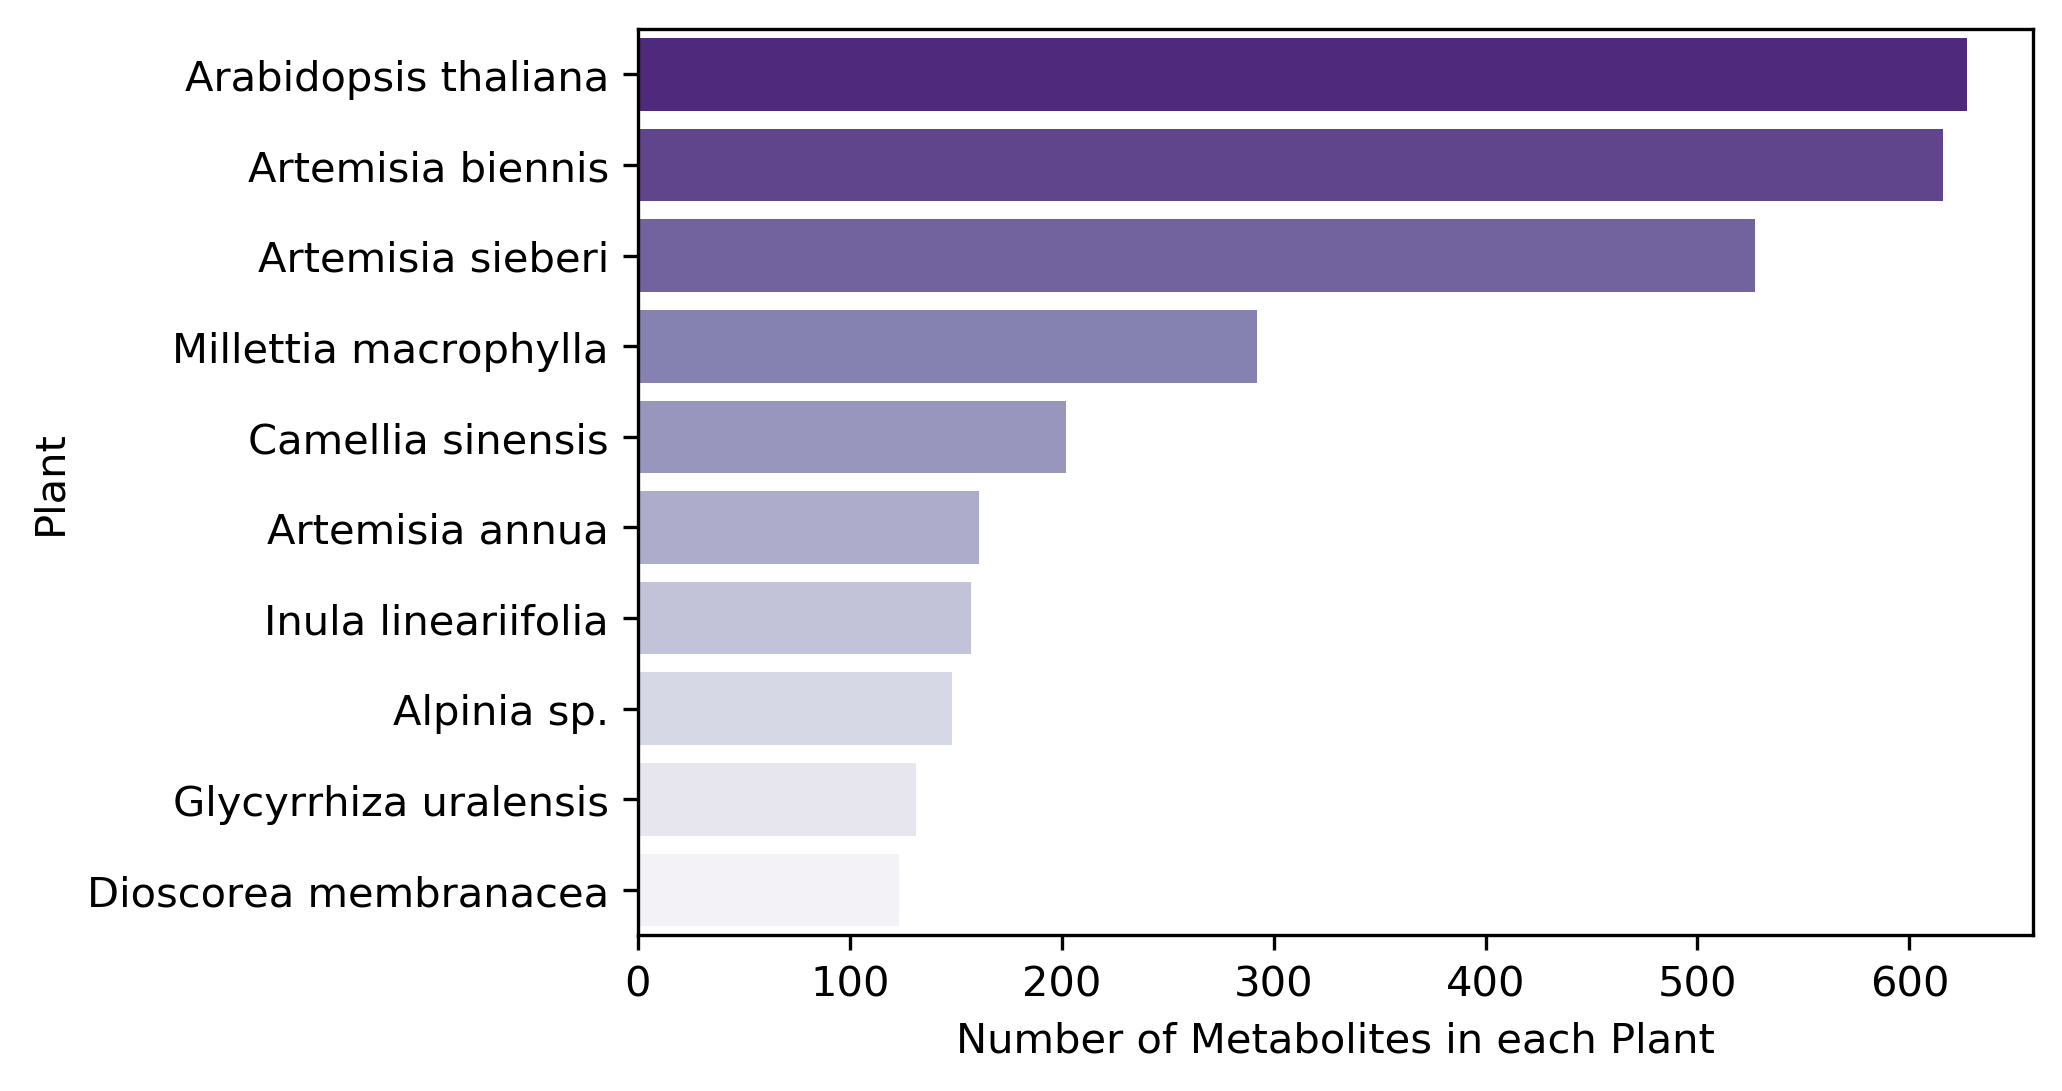 Arabidopsis thaliana
Artemisia biennis
Artemisia sieberi
Millettia macrophylla
Camellia sinensis
Artemisia annua
Inula lineariifolia
Alpinia sp.
Glycyrrhiza uralensis
Dioscorea membranacea
Plant
0 100 200 300 400 500 600
Number of Metabolites in each Plant